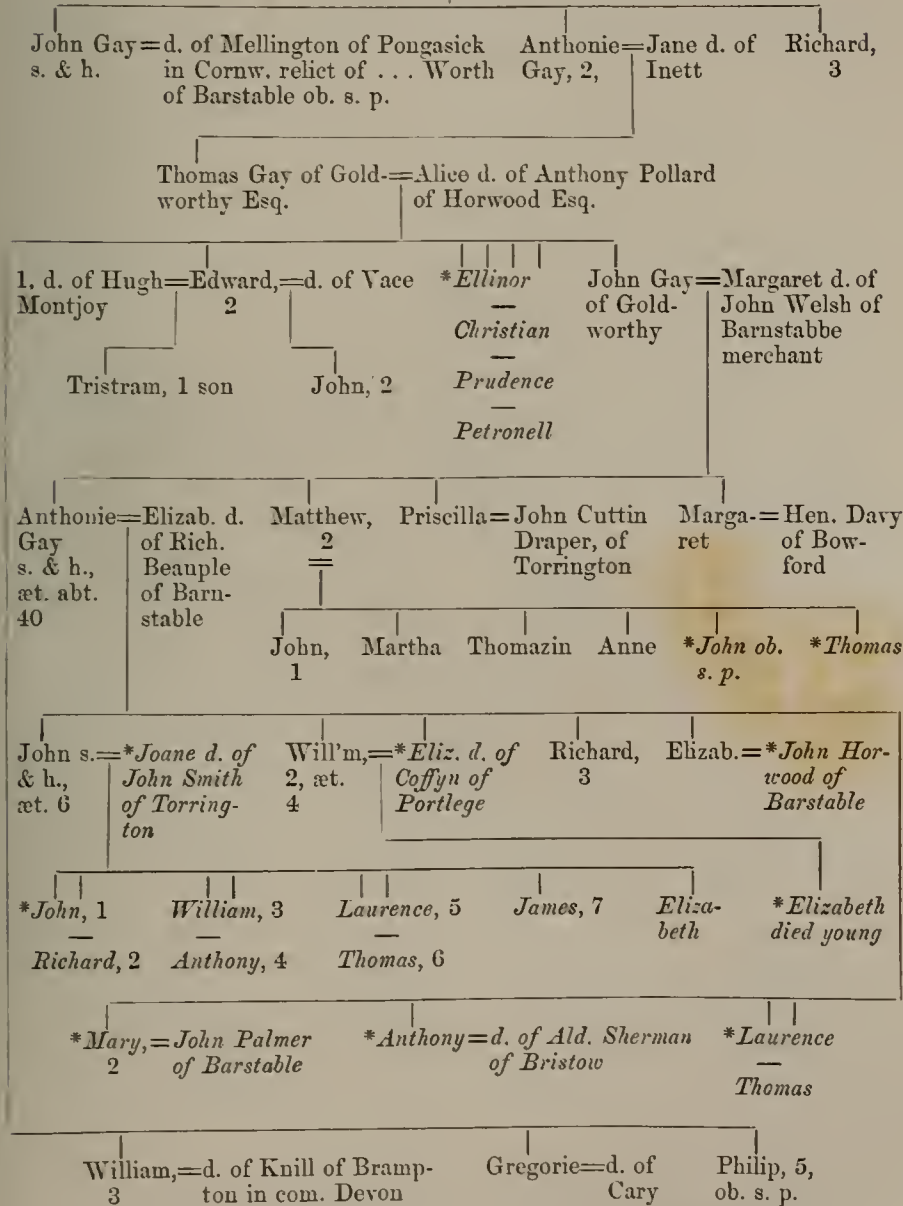 John Gay=d. of Mellington of Pongasick Anthonie=Jane d. of Richard,
s. & h. in Cornw. relict of ... Worth Gay, 2, Inett 3
of Barstable ob. s. p.
Thomas Gay of Gold-=Alice d. of Anthony Pollard
worthy Esq. of Horwood Esq.
1, d. of Hugh=Edward,=d. of Vace *Ellinor John Gay=Margaret d. of
Montjoy 2 — of Gold- John Welsh of
Christian worthy Barnstabbe
— merchant
Tristram, 1 son John, 2 Prudence
—
Petronell
Anthonie=Elizab. d. Matthew, Priscilla=John Cuttin Marga-=Hen. Davy
Gay of Rich. 2 Draper, of ret of Bow-
s. & h., Beauple = Torrington ford
æt. abt. of Barn-
40 stable
John, Martha Thomazin Anne *John ob. *Thomas
1 s. p.
John s.=*Joane d. of Will'm,=*Eliz. d. of Richard, Elizab.=*John Hor-
& h., John Smith 2, æt. Coffyn of 3 wood of
æt. 6 of Torring- 4 Portlege Barstable
ton
*John, 1 William, 3 Laurence, 5 James, 7 Eliza- *Elizabeth
— — — beth died young
Richard, 2 Anthony, 4 Thomas, 6
*Mary,=John Palmer *Anthony=d. of Ald. Sherman *Laurence
2 of Barstable of Bristow —
Thomas
William,=d. of Knill of Bramp- Gregorie=d. of Philip, 5,
3 ton in com. Devon Cary ob. s. p.